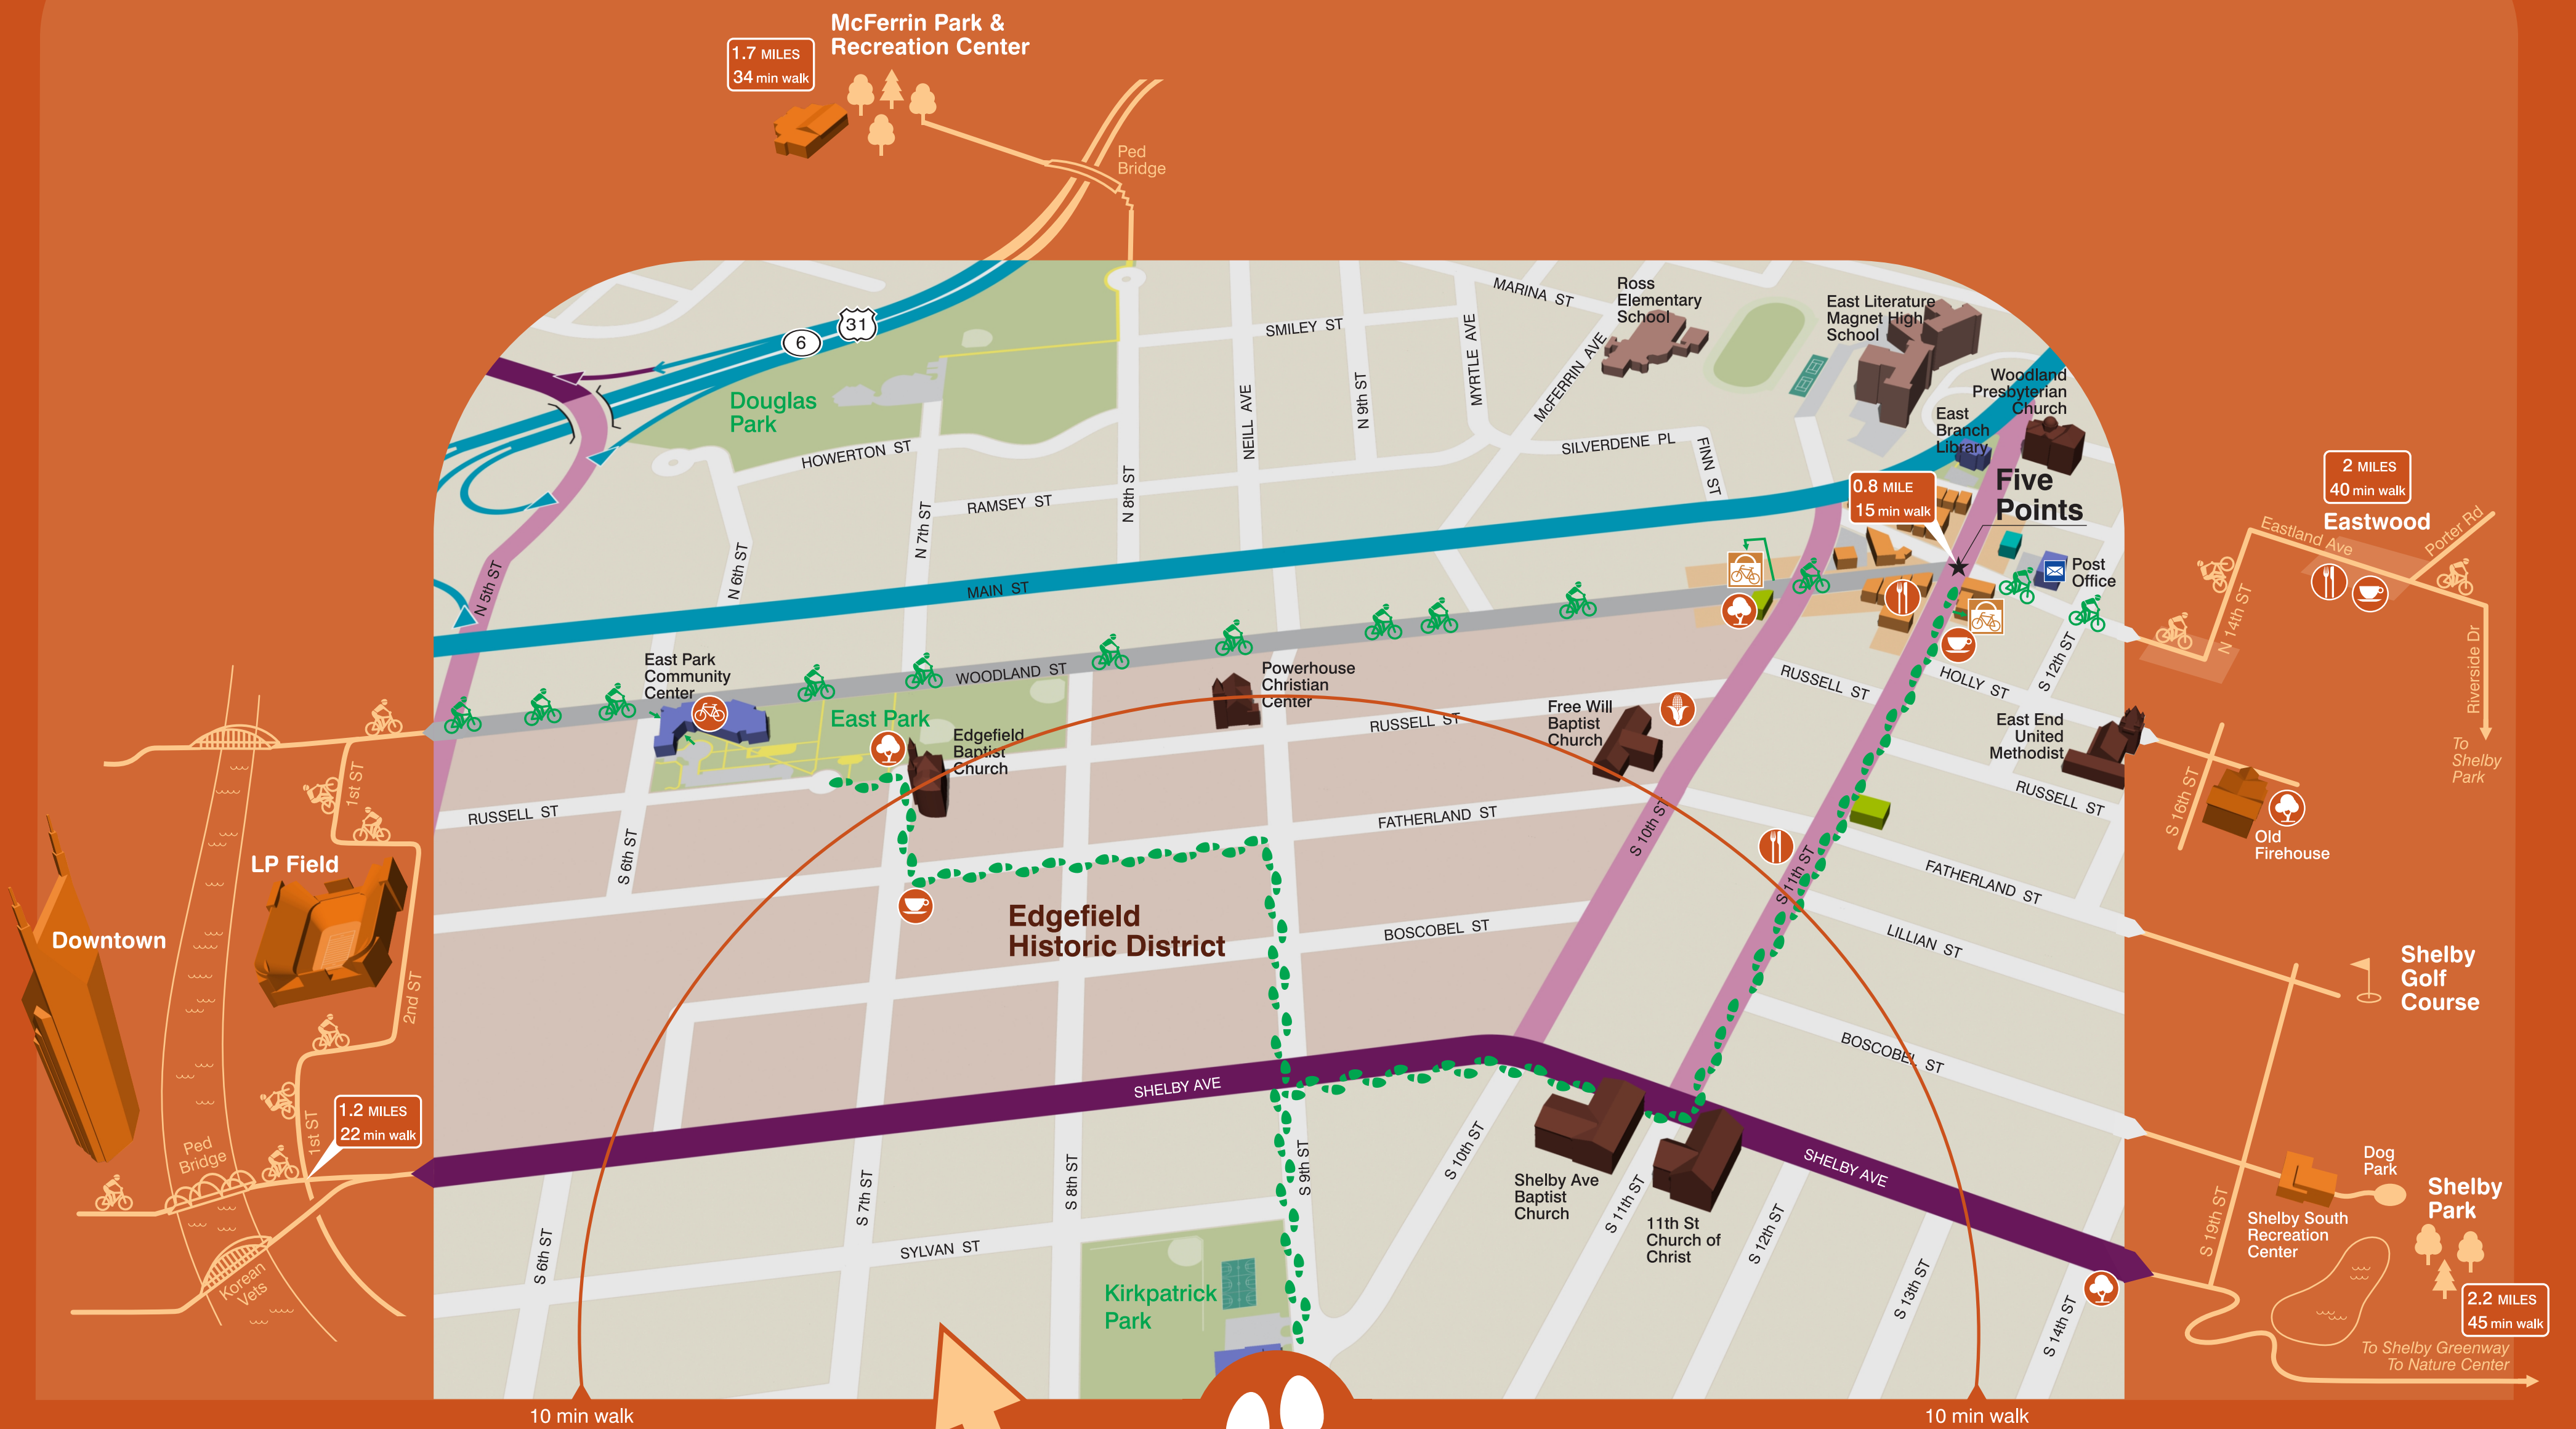 McFerrin Park &
Recreation Center
1.7 MILES
34 min walk
Ped
Bridge
31
6
Douglas
Park
HOWERTON ST
RAMSEY ST
SMILEY ST
NEILL AVE
N 9th ST
MYRTLE AVE
MARINA ST
McFERRIN AVE
Ross
Elementary
School
East Literature
Magnet High
School
Woodland
Presbyterian
Church
East
Branch
Library
SILVERDENE PL
FINN ST
Five
Points
0.8 MILE
15 min walk
Post
Office
N 5th ST
N 6th ST
N 7th ST
N 8th ST
MAIN ST
WOODLAND ST
East Park
Community
Center
East Park
Edgefield
Baptist
Church
Powerhouse
Christian
Center
RUSSELL ST
Free Will
Baptist
Church
RUSSELL ST
HOLLY ST
S 12th ST
East End
United
Methodist
RUSSELL ST
RUSSELL ST
S 6th ST
FATHERLAND ST
S 10th ST
S 11th ST
FATHERLAND ST
LILLIAN ST
Edgefield
Historic District
BOSCOBEL ST
BOSCOBEL ST
SHELBY AVE
SHELBY AVE
Shelby Ave
Baptist
Church
11th St
Church of
Christ
S 6th ST
S 7th ST
S 8th ST
S 9th ST
S 10th ST
S 11th ST
S 12th ST
S 13th ST
S 14th ST
SYLVAN ST
Kirkpatrick
Park
10 min walk
10 min walk
Downtown
LP Field
1st ST
2nd ST
1st ST
1.2 MILES
22 min walk
Ped
Bridge
Korean
Vets
2 MILES
40 min walk
Eastwood
Eastland Ave
Porter Rd
N 14th ST
Riverside Dr
To
Shelby
Park
S 16th ST
Old
Firehouse
Shelby
Golf
Course
Dog
Park
Shelby
Park
Shelby South
Recreation
Center
S 19th ST
2.2 MILES
45 min walk
To Shelby Greenway
To Nature Center